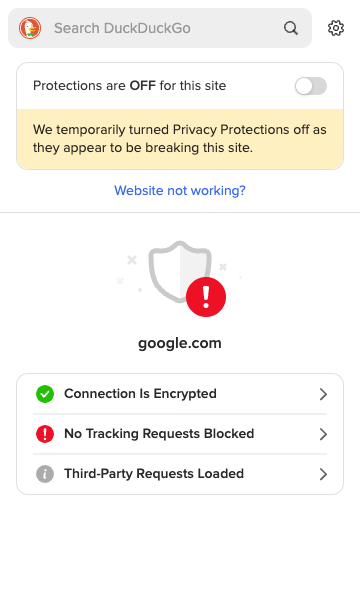 Search DuckDuckGo
Protections are OFF for this site
We temporarily turned Privacy Protections off as
they appear to be breaking this site.
Website not working?
google.com
Connection Is Encrypted
No Tracking Requests Blocked
Third-Party Requests Loaded